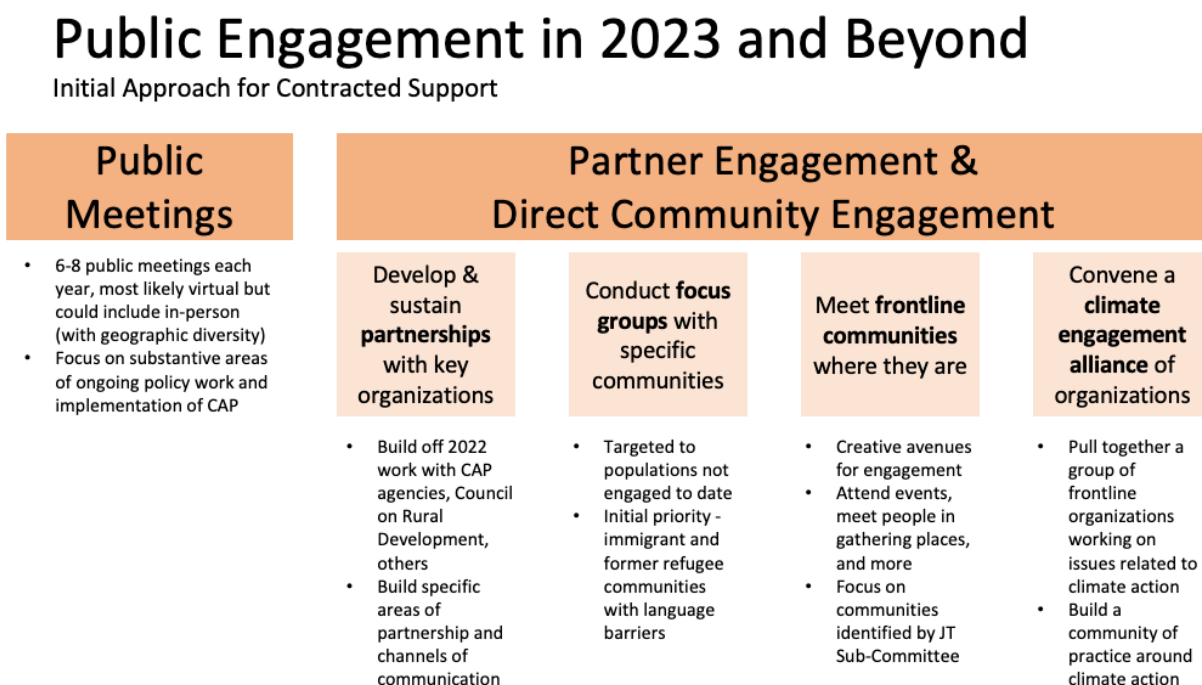 Public Engagement in 2023 and Beyond
Initial Approach for Contracted Support
Public
Meetings
• 6-8 public meetings each
year, most likely virtual but
could include in-person
(with geographic diversity)
• Focus on substantive areas
of ongoing policy work and
implementation of CAP
Partner Engagement &
Direct Community Engagement
Develop &
sustain
partnerships
with key
organizations
• Build off 2022
work with CAP
agencies, Council
on Rural
Development,
others
• Build specific
areas of
partnership and
channels of
communication
Conduct focus
groups with
specific
communities
• Targeted to
populations not
engaged to date
• Initial priority -
immigrant and
former refugee
communities
with language
barriers
Meet frontline
communities
where they are
• Creative avenues
for engagement
• Attend events,
meet people in
gathering places,
and more
• Focus on
communities
identified by JT
Sub-Committee
Convene a
climate
engagement
alliance of
organizations
• Pull together a
group of
frontline
organizations
working on
issues related to
climate action
• Build a
community of
practice around
climate action